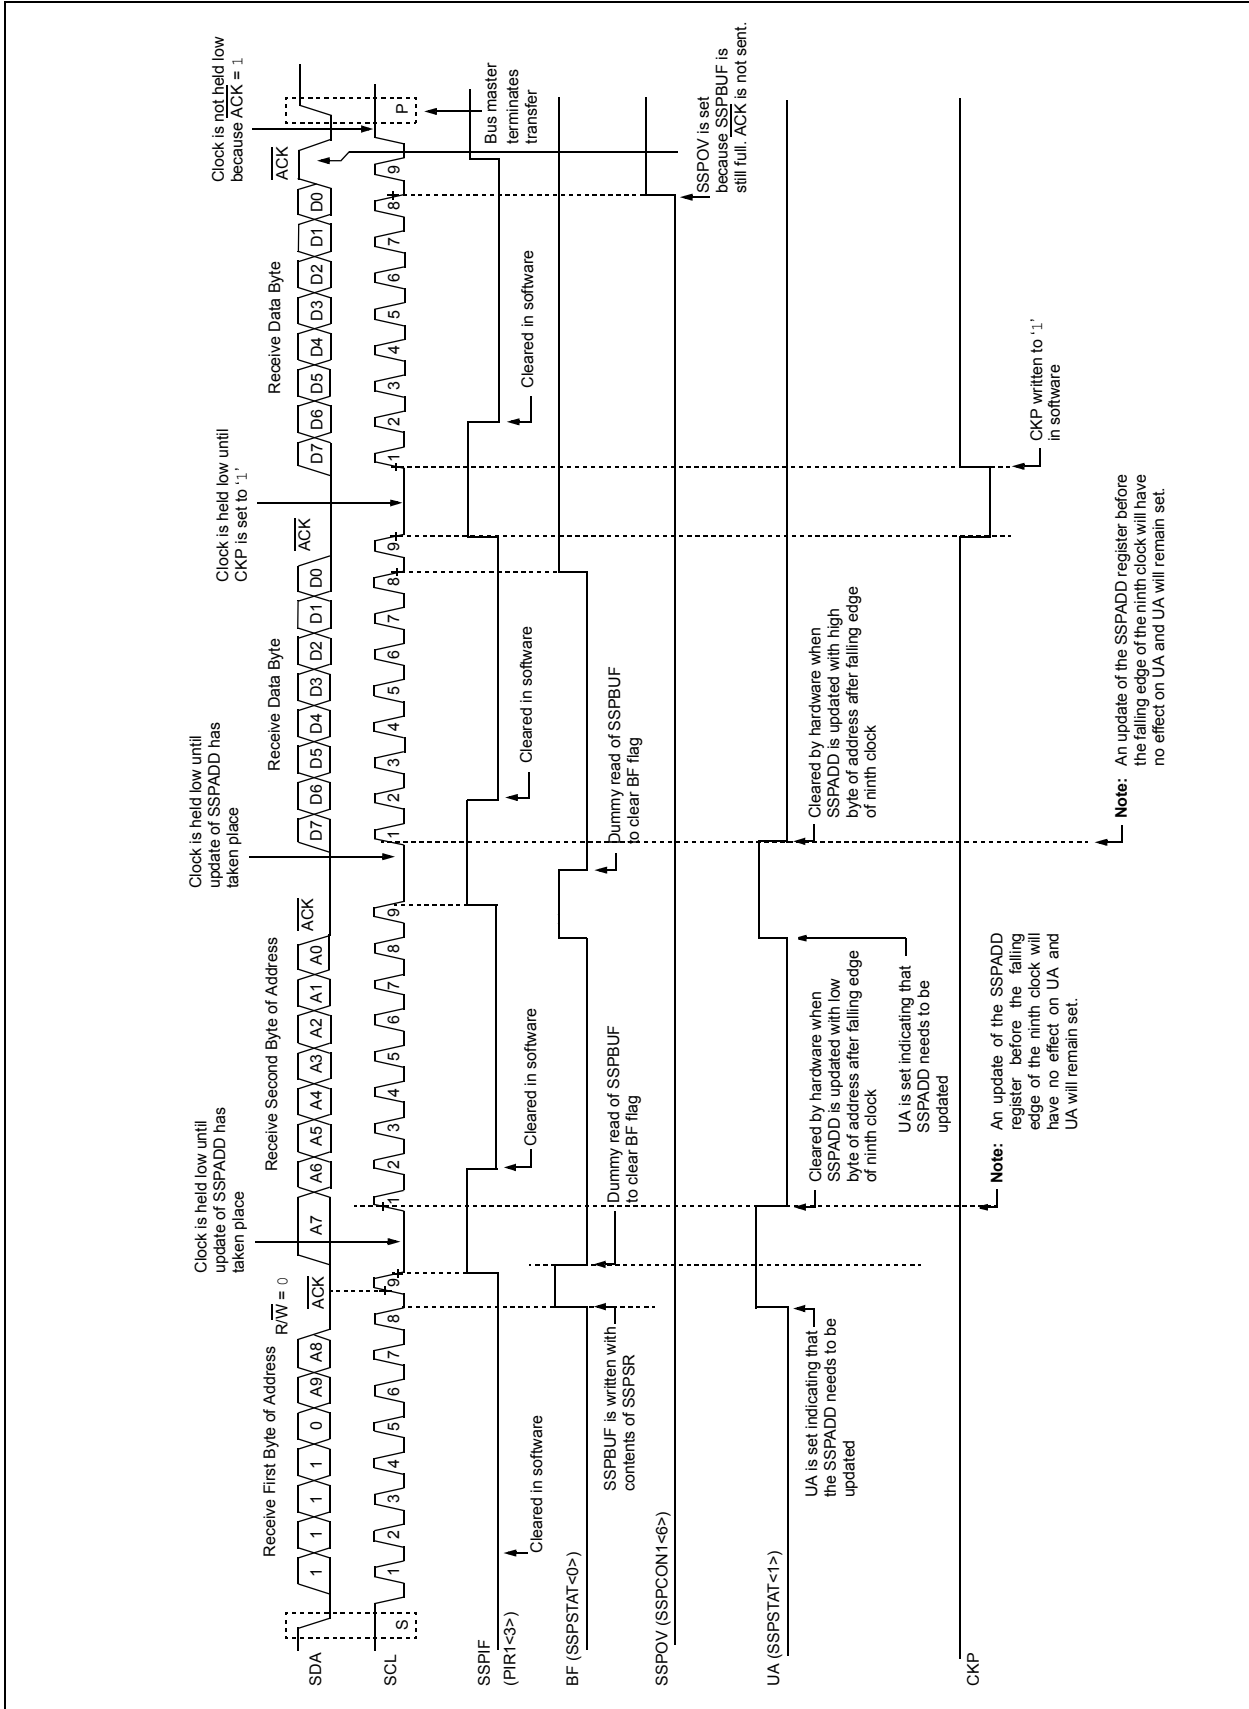 Receive First Byte of Address
R/W = 0
ACK
Clock is held low until
update of SSPADD has
taken place
Receive Second Byte of Address
ACK
Clock is held low until
update of SSPADD has
taken place
Receive Data Byte
ACK
Clock is held low until
CKP is set to ‘1’
Receive Data Byte
ACK
Clock is not held low
because ACK = 1
SDA
1 1 1 1 0 A9 A8
A7 A6 A5 A4 A3 A2 A1 A0
D7 D6 D5 D4 D3 D2 D1 D0
D7 D6 D5 D4 D3 D2 D1 D0
SCL
S
1 2 3 4 5 6 7 8 9
1 2 3 4 5 6 7 8 9
1 2 3 4 5 6 7 8 9
1 2 3 4 5 6 7 8 9
P
Bus master
terminates
transfer
SSPIF
(PIR1<3>)
Cleared in software
Cleared in software
Cleared in software
Cleared in software
BF (SSPSTAT<0>)
SSPBUF is written with
contents of SSPSR
Dummy read of SSPBUF
to clear BF flag
Dummy read of SSPBUF
to clear BF flag
SSPOV (SSPCON1<6>)
SSPOV is set
because SSPBUF is
still full. ACK is not sent.
UA (SSPSTAT<1>)
UA is set indicating that
the SSPADD needs to be
updated
Cleared by hardware when
SSPADD is updated with low
byte of address after falling edge
of ninth clock
UA is set indicating that
SSPADD needs to be
updated
Cleared by hardware when
SSPADD is updated with high
byte of address after falling edge
of ninth clock
CKP
CKP written to ‘1’
in software
Note: An update of the SSPADD
register before the falling
edge of the ninth clock will
have no effect on UA and
UA will remain set.
Note: An update of the SSPADD register before
the falling edge of the ninth clock will have
no effect on UA and UA will remain set.